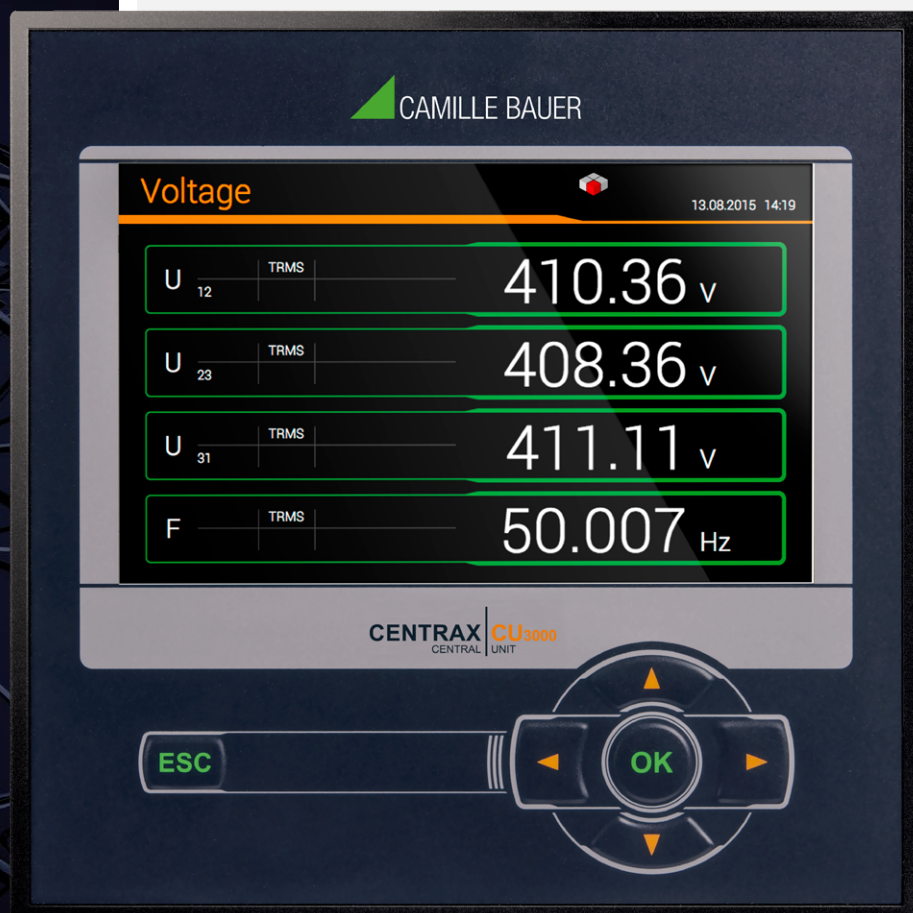 CAMILLE BAUER
Voltage
13.08.2015 14:19
U 12 TRMS 410.36 V
U 23 TRMS 408.36 V
U 31 TRMS 411.11 V
F TRMS 50.007 Hz
CENTRAX CU3000
CENTRAL UNIT
ESC
OK